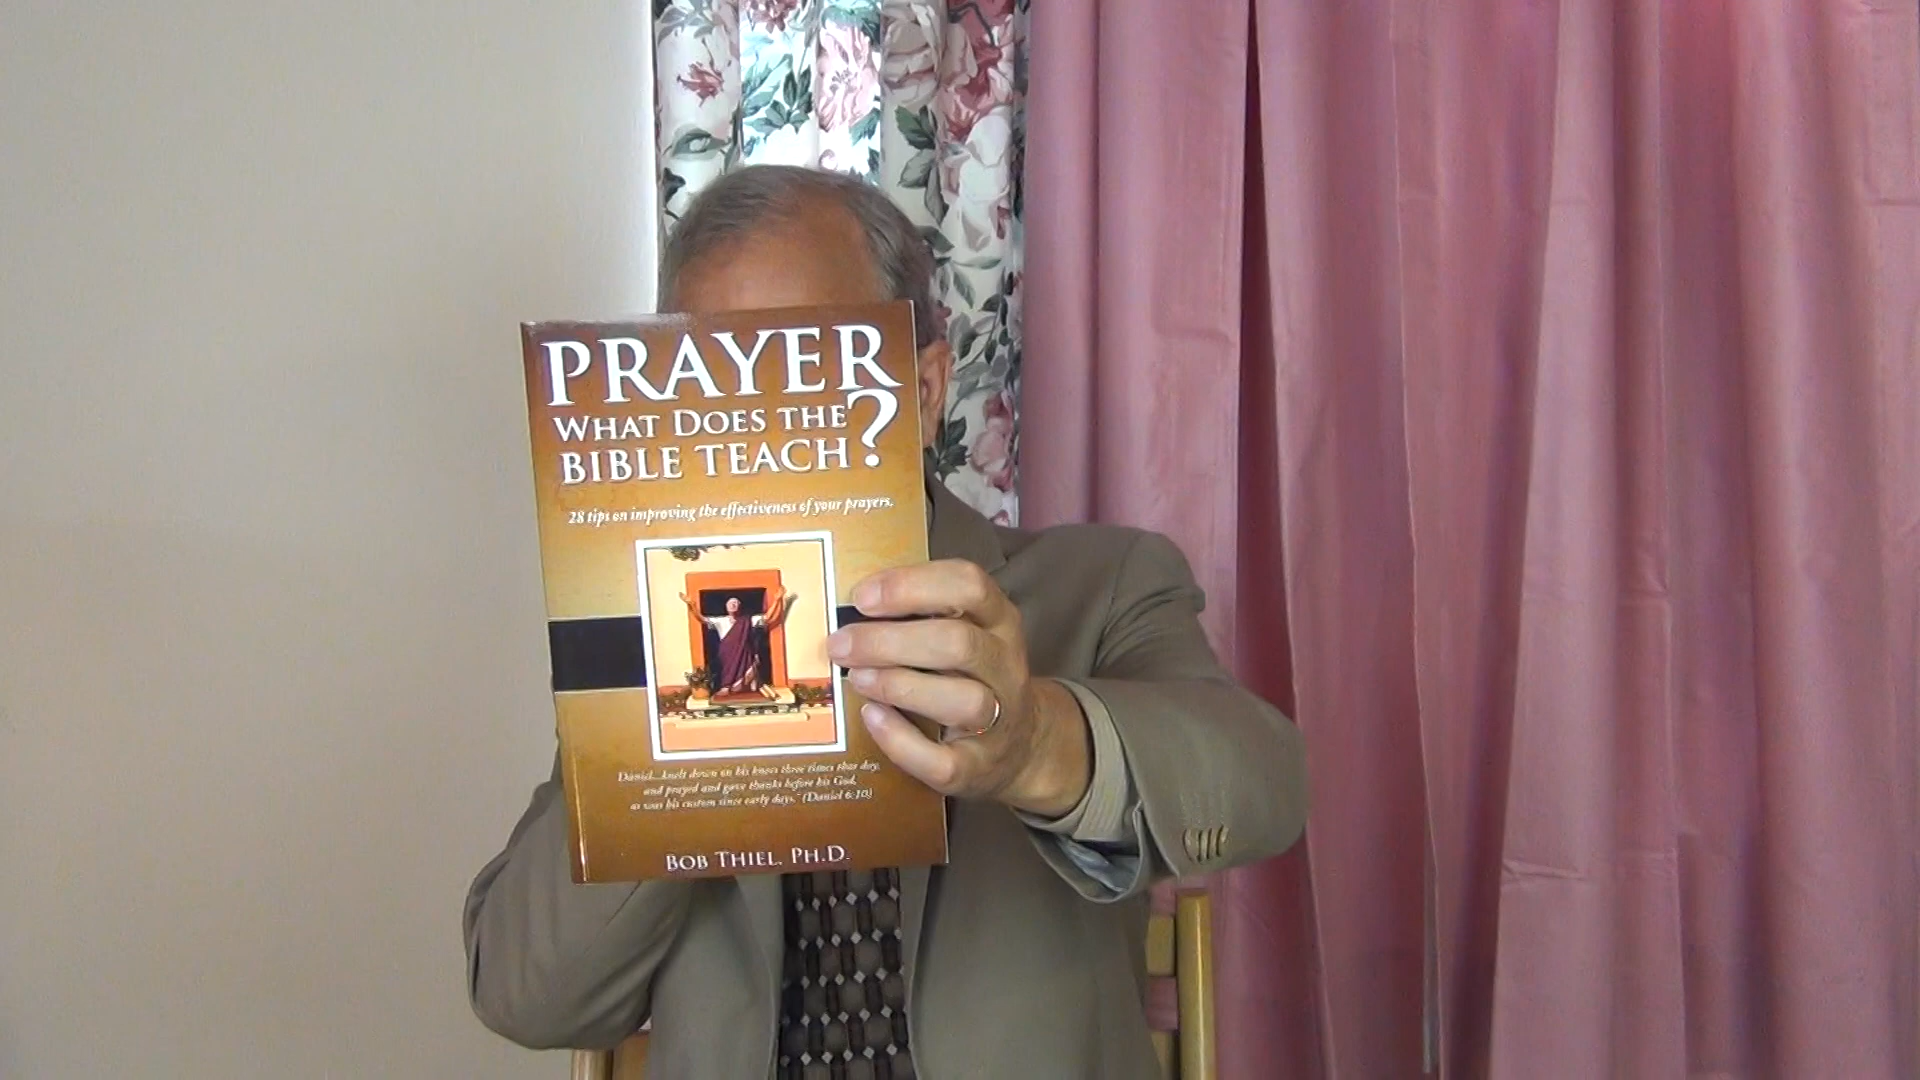 PRAYER
WHAT DOES THE
BIBLE TEACH?
28 tips on improving the effectiveness of your prayers.
Daniel...knelt down on his knees three times that day,
and prayed and gave thanks before his God,
as was his custom since early days." (Daniel 6:10)
BOB THIEL, PH.D.